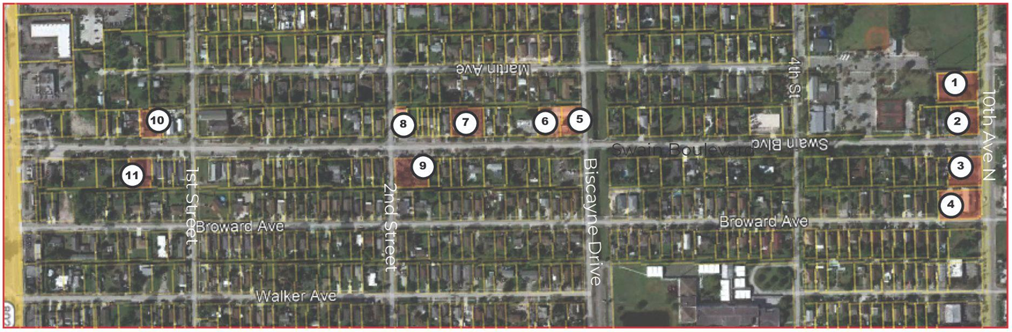 Martin Ave
4th St
1
10th Ave N
10
8
7
6
5
2
Swain Boulevard
Swain Blvd
11
9
3
1st Street
2nd Street
Biscayne Drive
4
Broward Ave
Broward Ave
Walker Ave